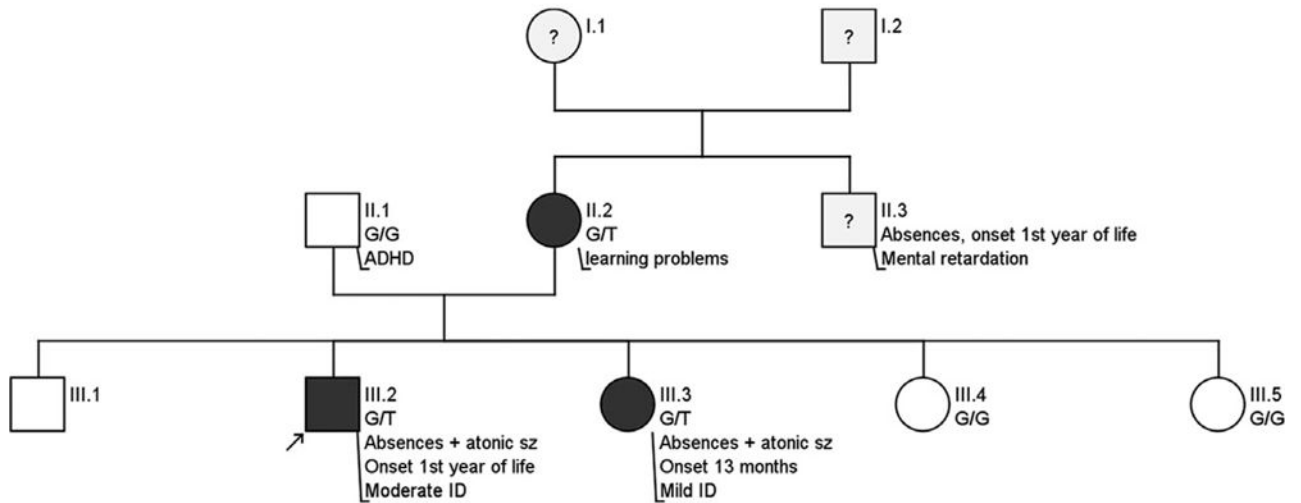 ? I.1
? I.2
II.1
G/G
ADHD
II.2
G/T
learning problems
? II.3
Absences, onset 1st year of life
Mental retardation
III.1
III.2
G/T
Absences + atonic sz
Onset 1st year of life
Moderate ID
III.3
G/T
Absences + atonic sz
Onset 13 months
Mild ID
III.4
G/G
III.5
G/G